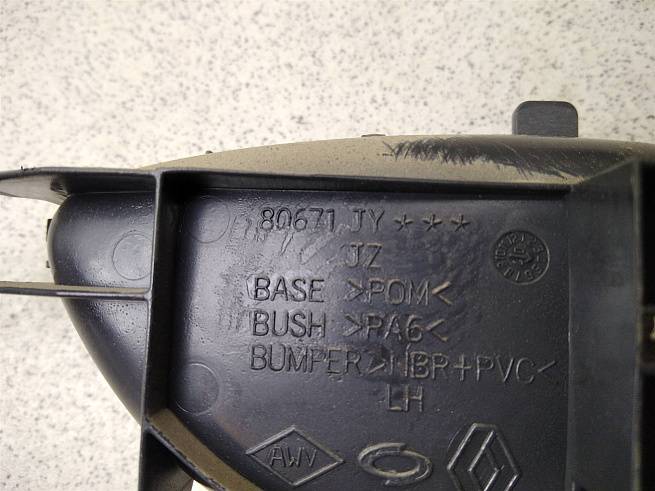 80671 JY ***
JZ
BASE >POM<
BUSH >PA6<
BUMPER >NBR+PVC<
LH
AWV